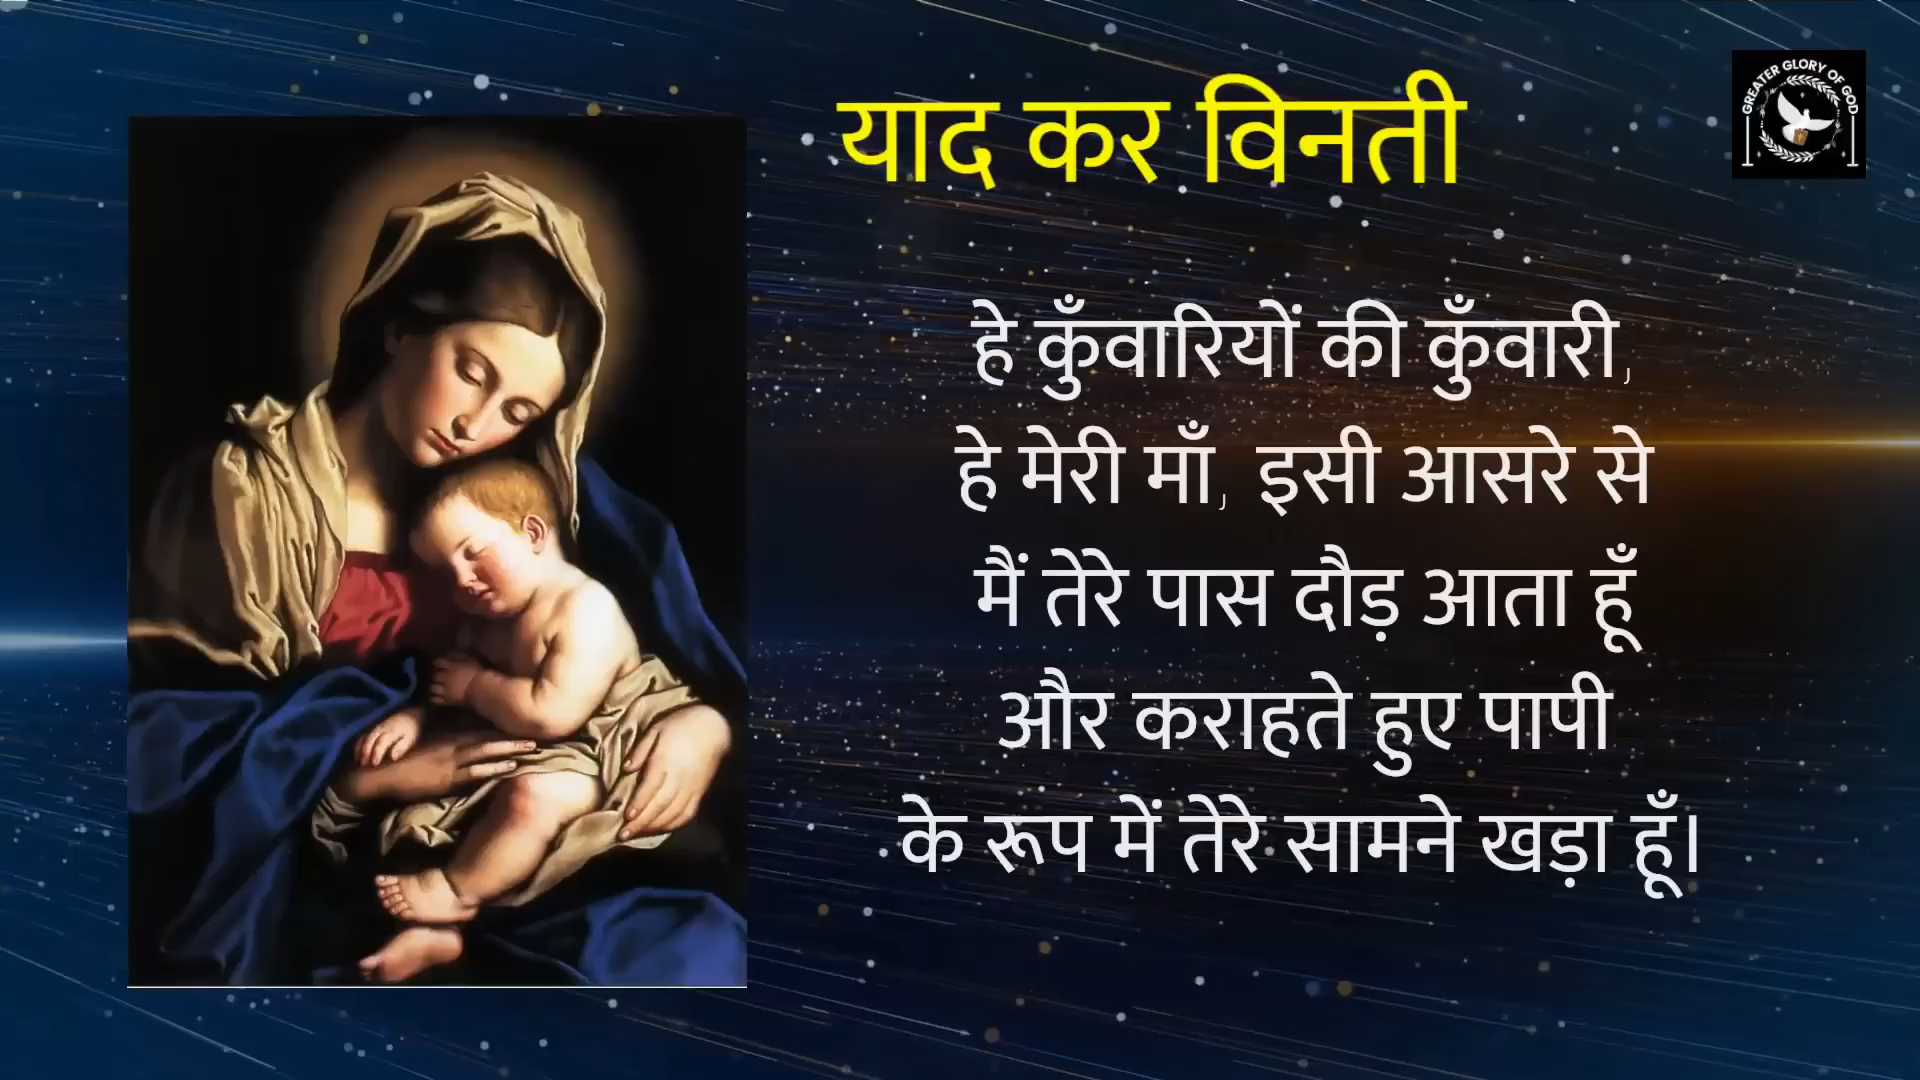 याद कर विनती
GREATER GLORY OF GOD
हे कुँवारियों की कुँवारी,
हे मेरी माँ, इसी आसरे से
मैं तेरे पास दौड़ आता हूँ
और कराहते हुए पापी
के रूप में तेरे सामने खड़ा हूँ।